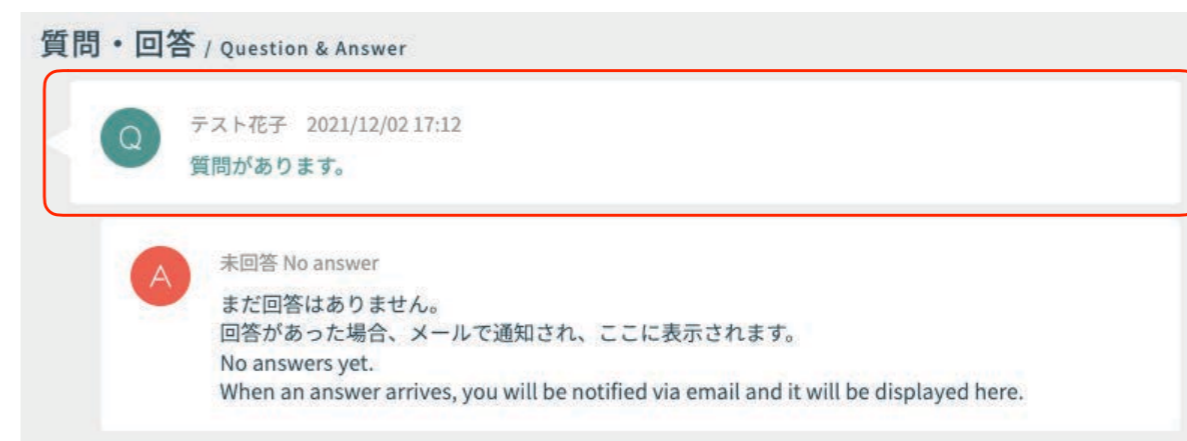 質問・回答 / Question & Answer
Q
テスト花子 2021/12/02 17:12
質問があります。
A
未回答 No answer
まだ回答はありません。
回答があった場合、メールで通知され、ここに表示されます。
No answers yet.
When an answer arrives, you will be notified via email and it will be displayed here.